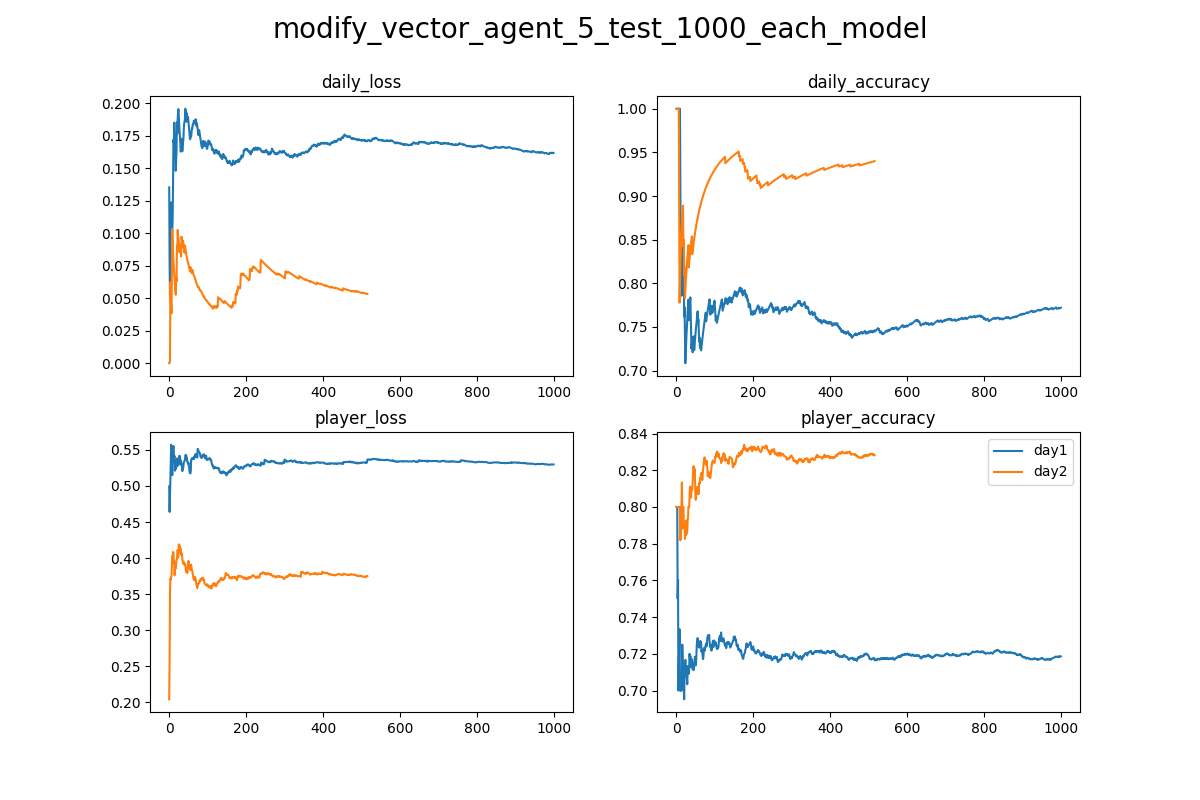 modify_vector_agent_5_test_1000_each_model
daily_loss
0.200
0.175
0.150
0.125
0.100
0.075
0.050
0.025
0.000
0 200 400 600 800 1000
daily_accuracy
1.00
0.95
0.90
0.85
0.80
0.75
0.70
0 200 400 600 800 1000
player_loss
0.55
0.50
0.45
0.40
0.35
0.30
0.25
0.20
0 200 400 600 800 1000
player_accuracy
0.84
0.82
0.80
0.78
0.76
0.74
0.72
0.70
day1
day2
0 200 400 600 800 1000